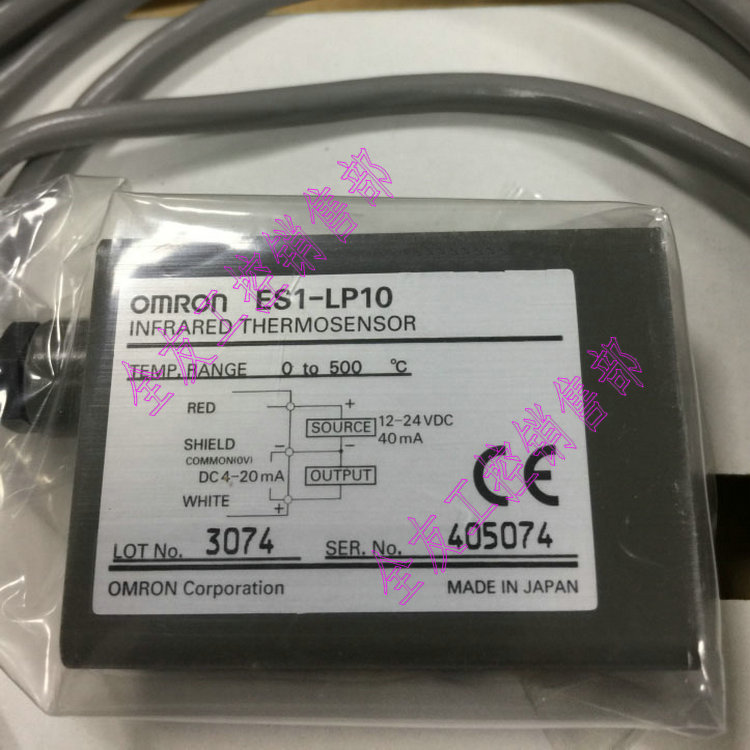 OMRON ES1-LP10
INFRARED THERMOSENSOR
TEMP. RANGE 0 to 500 ℃
RED
+
SOURCE
12-24VDC
40mA
SHIELD
COMMON(0V)
−
−
DC4-20mA
OUTPUT
WHITE
+
CE
LOT No. 3074 SER. No. 405074
OMRON Corporation MADE IN JAPAN
全友工控销售部
全友工控销售部